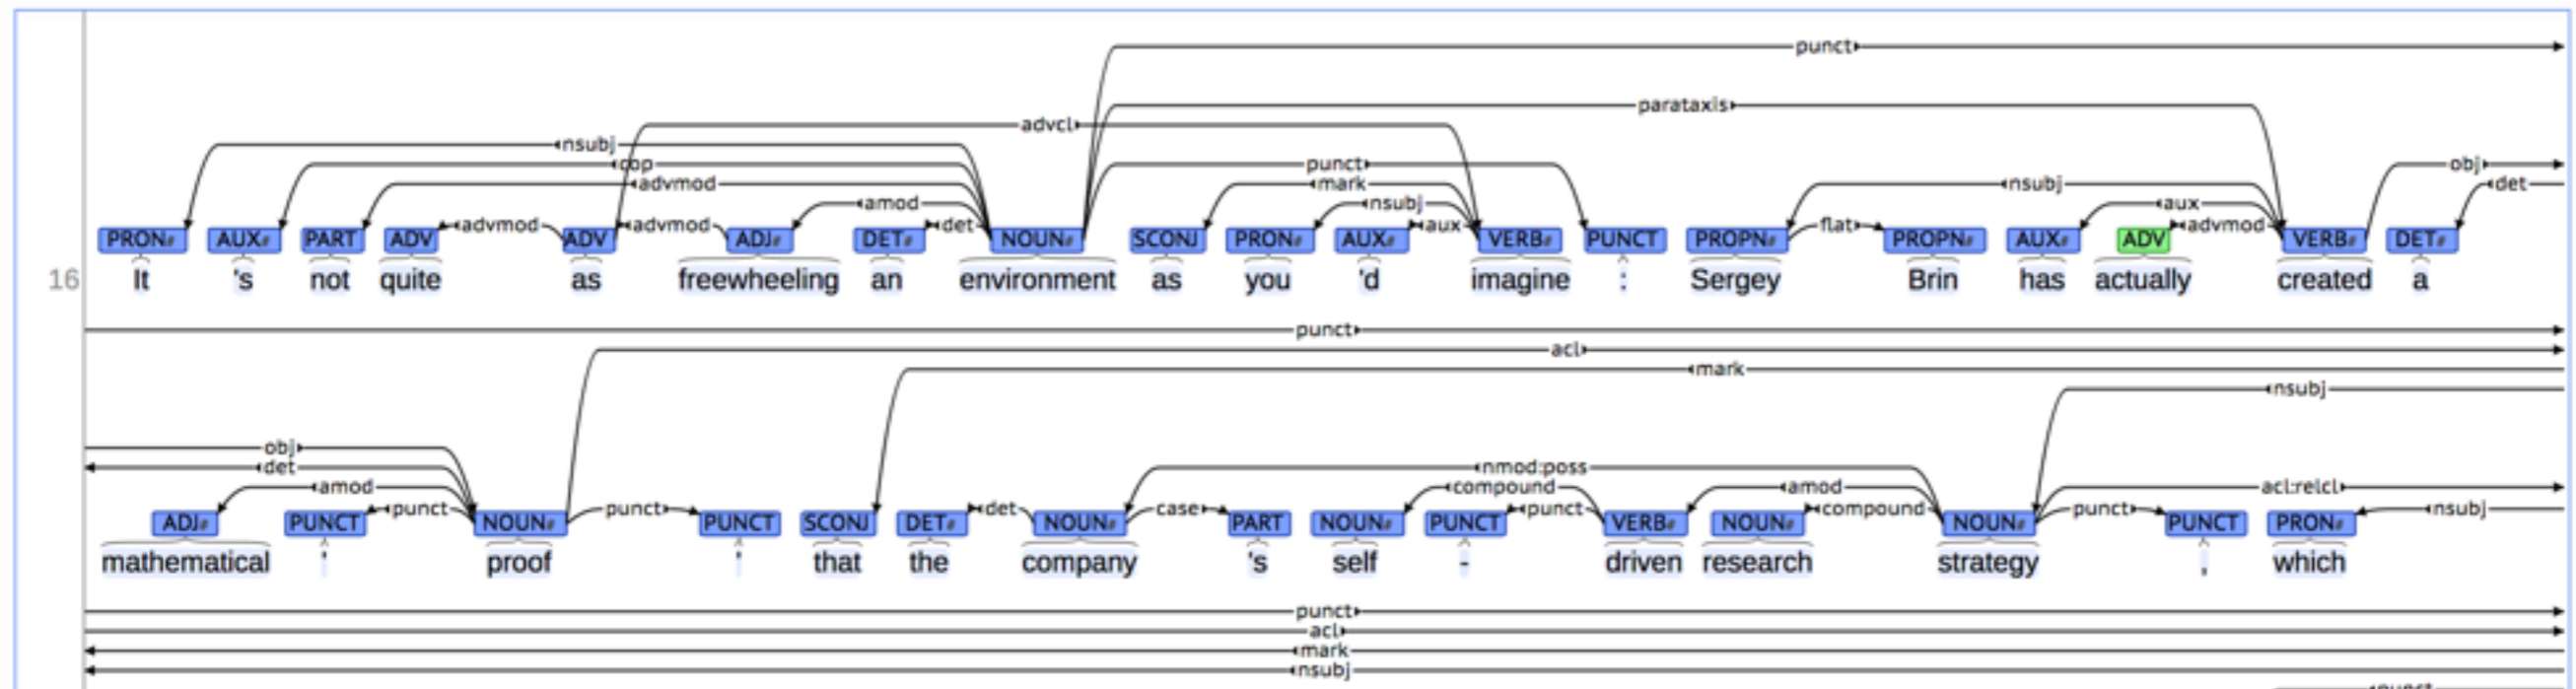 punct
parataxis
advcl
nsubj
cop punct obj
advmod mark nsubj det
amod nsubj aux
advmod advmod det aux flat advmod
PRON# AUX# PART ADV ADV ADJ# DET# NOUN# SCONJ PRON# AUX# VERB# PUNCT PROPN# PROPN# AUX# ADV VERB# DET#
16 It 's not quite as freewheeling an environment as you 'd imagine : Sergey Brin has actually created a
punct
acl
mark
nsubj
obj
det nmod:poss
amod compound amod acl:relcl
punct punct det case punct compound punct nsubj
ADJ# PUNCT NOUN# PUNCT SCONJ DET# NOUN# PART NOUN# PUNCT VERB# NOUN# NOUN# PUNCT PRON#
mathematical ' proof ' that the company 's self - driven research strategy , which
punct
acl
mark
nsubj
punct